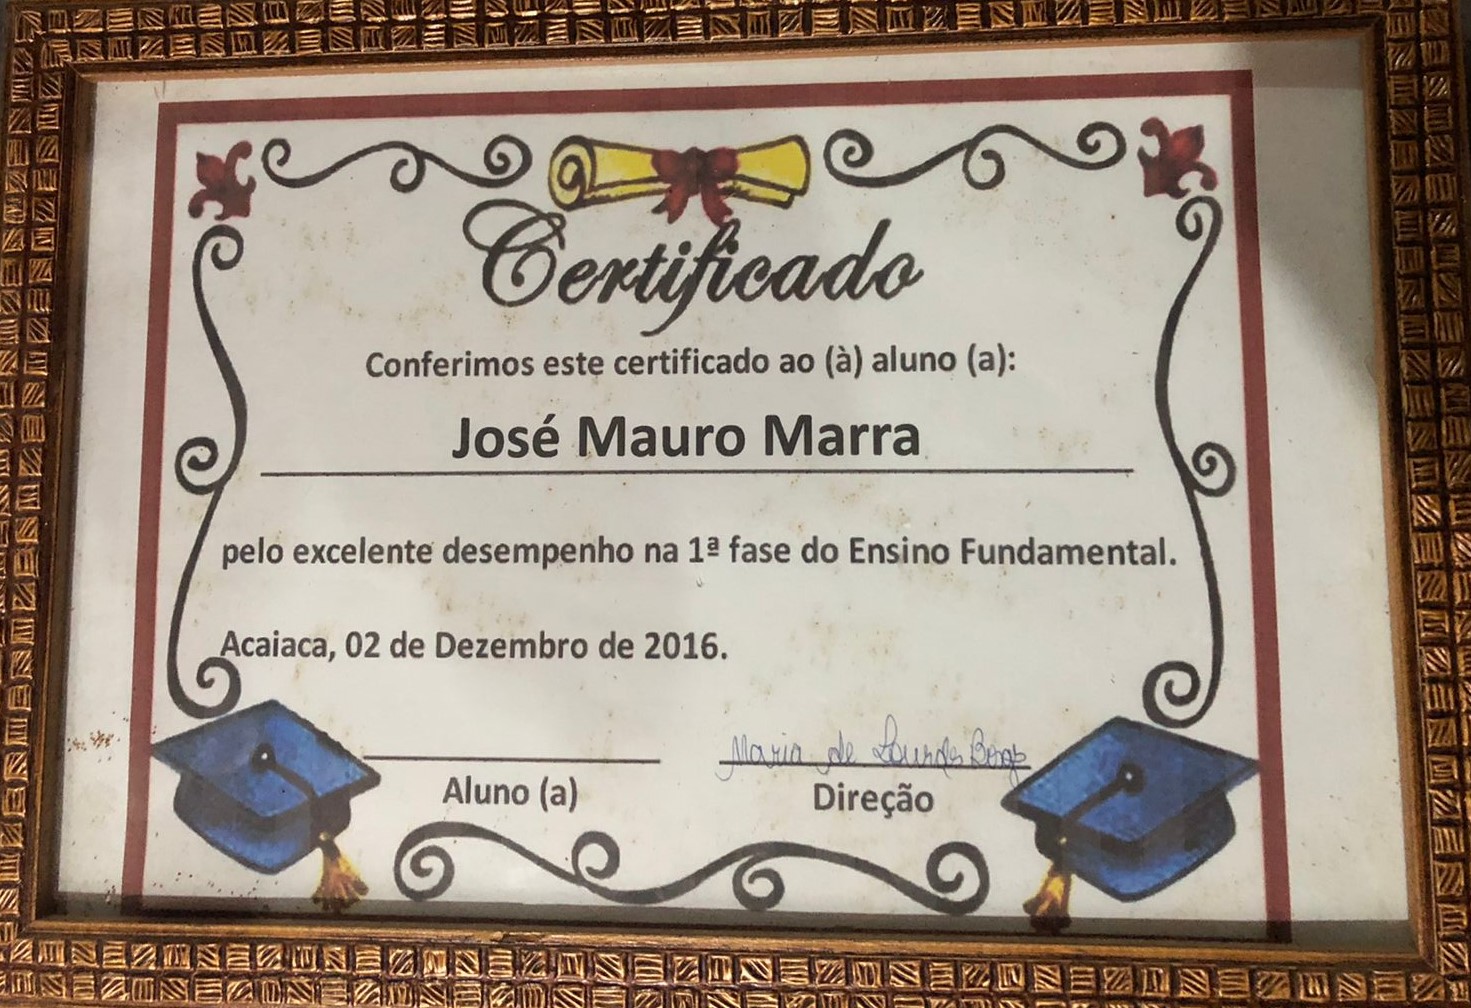 Certificado
Conferimos este certificado ao (à) aluno (a):
José Mauro Marra
pelo excelente desempenho na 1ª fase do Ensino Fundamental.
Acaiaca, 02 de Dezembro de 2016.
Maria de Lourdes
Aluno (a)
Direção